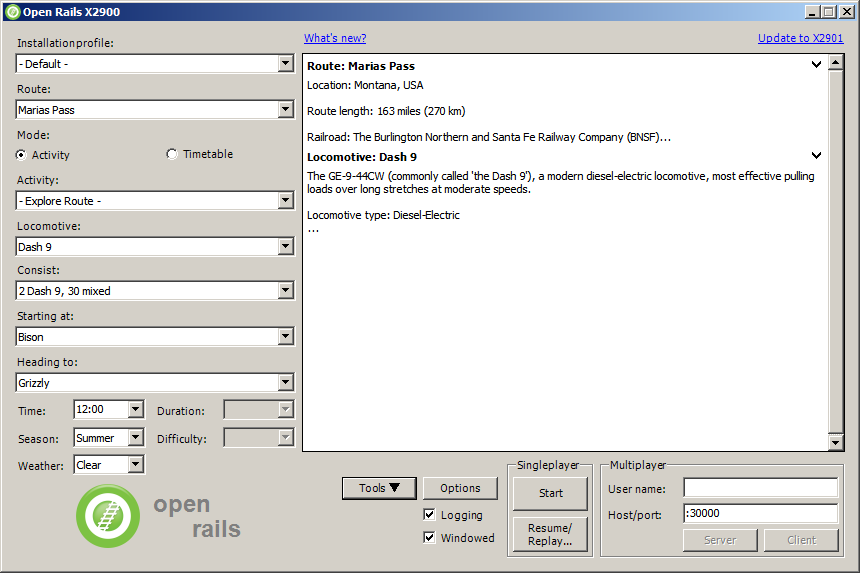 Open Rails X2900
Installation profile:
- Default -
Route:
Marias Pass
Mode:
Activity
Timetable
Activity:
- Explore Route -
Locomotive:
Dash 9
Consist:
2 Dash 9, 30 mixed
Starting at:
Bison
Heading to:
Grizzly
Time:
12:00
Duration:
Season:
Summer
Difficulty:
Weather:
Clear
open
rails
What's new?
Update to X2901
Route: Marias Pass
Location: Montana, USA
Route length: 163 miles (270 km)
Railroad: The Burlington Northern and Santa Fe Railway Company (BNSF)...
Locomotive: Dash 9
The GE-9-44CW (commonly called 'the Dash 9'), a modern diesel-electric locomotive, most effective pulling
loads over long stretches at moderate speeds.
Locomotive type: Diesel-Electric
...
Tools ▼
Options
Logging
Windowed
Singleplayer
Start
Resume/
Replay...
Multiplayer
User name:
Host/port:
:30000
Server
Client